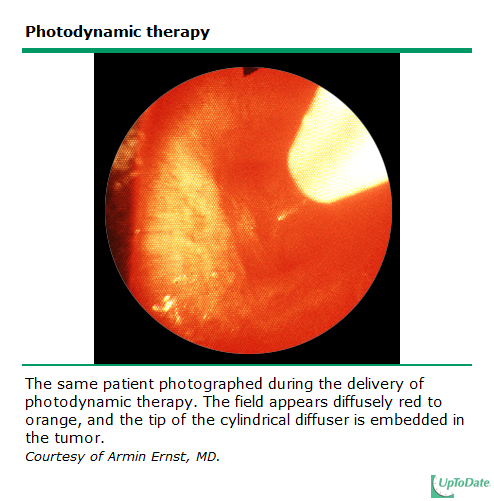 Photodynamic therapy
The same patient photographed during the delivery of
photodynamic therapy. The field appears diffusely red to
orange, and the tip of the cylindrical diffuser is embedded in
the tumor.
Courtesy of Armin Ernst, MD.
UpToDate